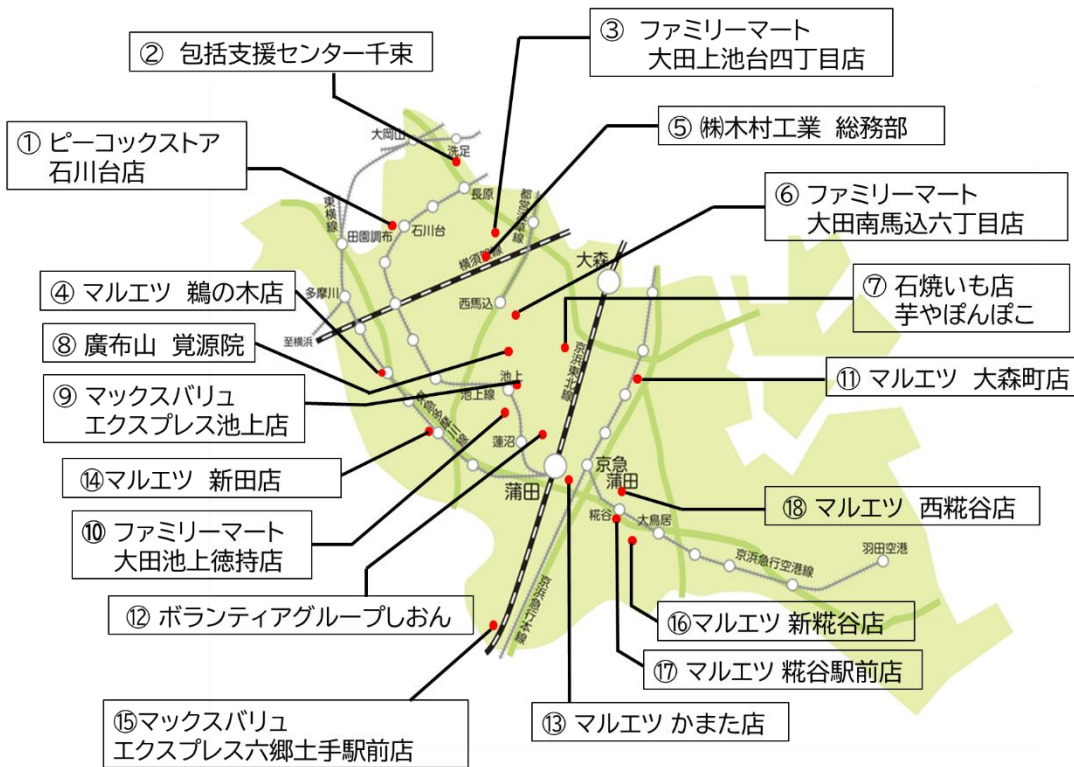 ① ピーコックストア
石川台店
② 包括支援センター千束
③ ファミリーマート
大田上池台四丁目店
⑤ ㈱木村工業 総務部
⑥ ファミリーマート
大田南馬込六丁目店
④ マルエツ 鵜の木店
⑦ 石焼いも店
芋やぽんぽこ
⑧ 廣布山 覚源院
⑨ マックスバリュ
エクスプレス池上店
⑪ マルエツ 大森町店
⑭マルエツ 新田店
⑩ ファミリーマート
大田池上徳持店
⑱ マルエツ 西糀谷店
⑫ ボランティアグループしおん
⑯マルエツ 新糀谷店
⑰ マルエツ 糀谷駅前店
⑮マックスバリュ
エクスプレス六郷土手駅前店
⑬ マルエツ かまた店
大岡山
洗足
長原
東横線
田園調布
石川台
横須賀線
大森
多摩川
西馬込
至横浜
京浜東北線
池上
池上線
東急多摩川線
蓮沼
蒲田
京急
蒲田
糀谷
大鳥居
京浜急行空港線
羽田空港
京浜急行本線